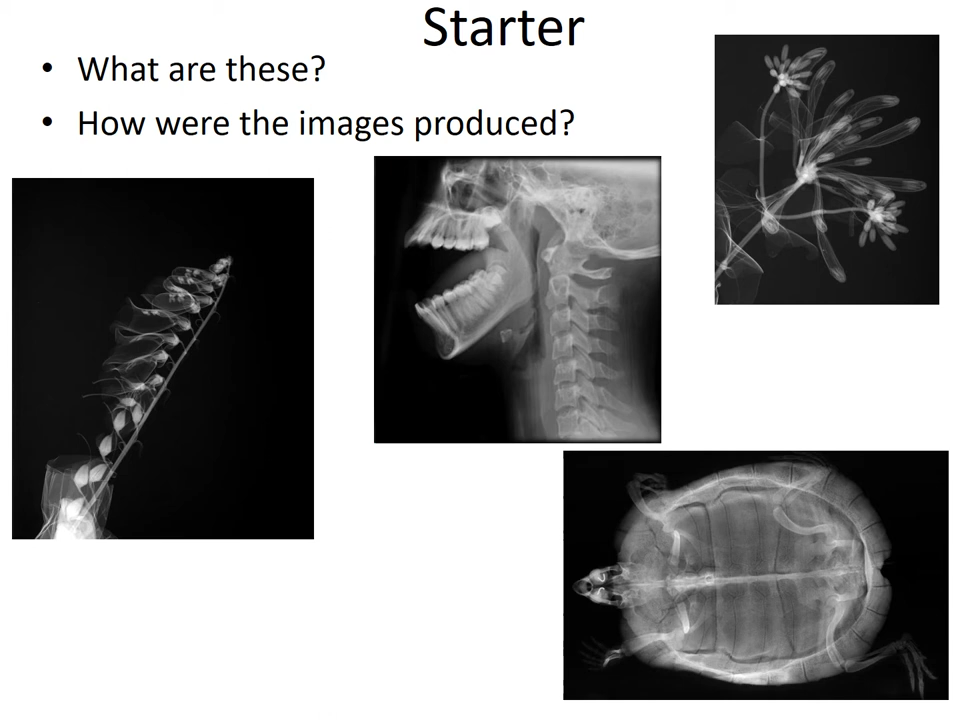 Starter
• What are these?
• How were the images produced?